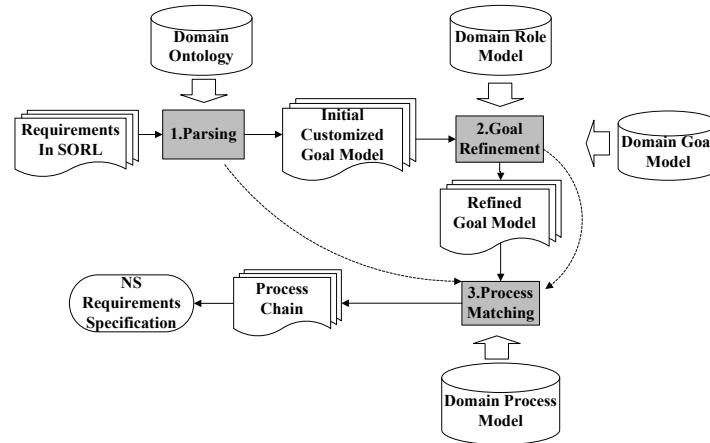 Domain
Ontology
Domain Role
Model
Requirements
In SORL
1.Parsing
Initial
Customized
Goal Model
2.Goal
Refinement
Domain Goal
Model
Refined
Goal Model
NS
Requirements
Specification
Process
Chain
3.Process
Matching
Domain Process
Model